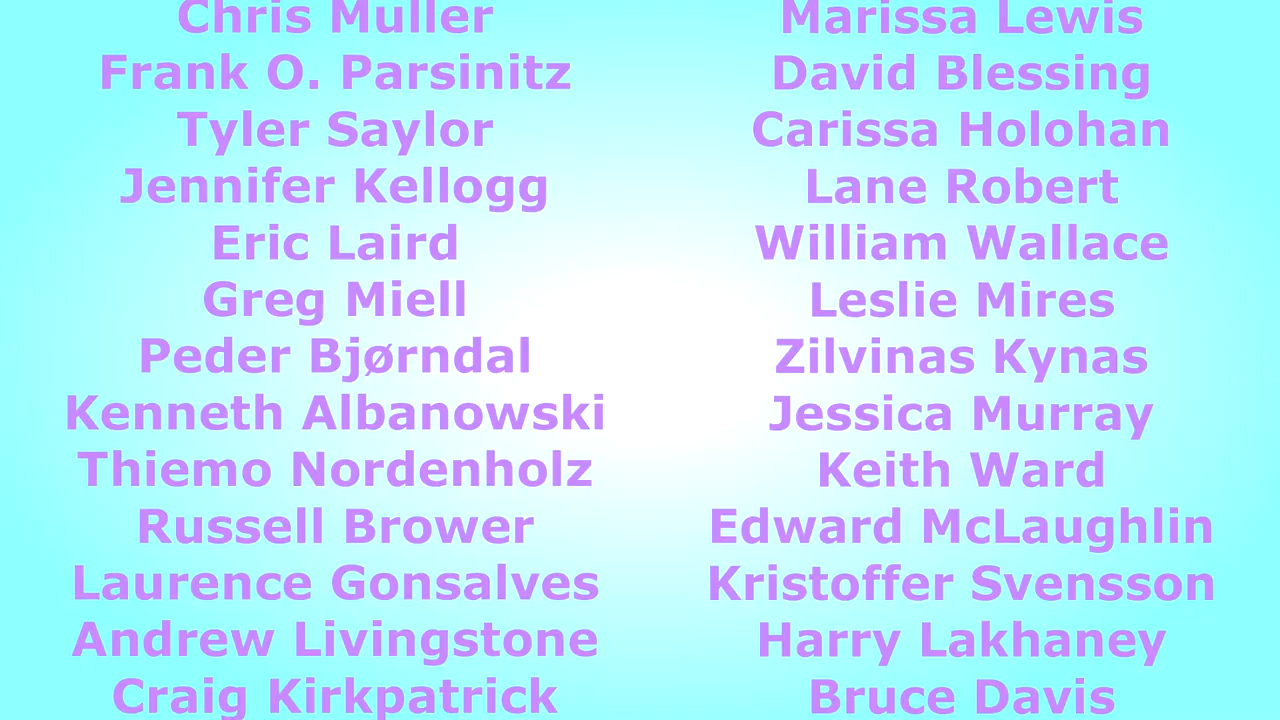 Chris Muller
Frank O. Parsinitz
Tyler Saylor
Jennifer Kellogg
Eric Laird
Greg Miell
Peder Bjørndal
Kenneth Albanowski
Thiemo Nordenholz
Russell Brower
Laurence Gonsalves
Andrew Livingstone
Craig Kirkpatrick
Marissa Lewis
David Blessing
Carissa Holohan
Lane Robert
William Wallace
Leslie Mires
Zilvinas Kynas
Jessica Murray
Keith Ward
Edward McLaughlin
Kristoffer Svensson
Harry Lakhaney
Bruce Davis